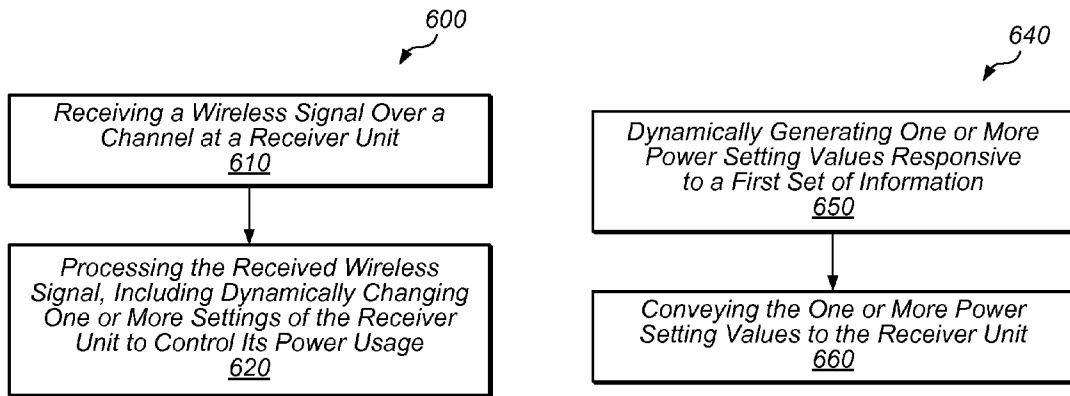 600
Receiving a Wireless Signal Over a
Channel at a Receiver Unit
610
Processing the Received Wireless
Signal, Including Dynamically Changing
One or More Settings of the Receiver
Unit to Control Its Power Usage
620
640
Dynamically Generating One or More
Power Setting Values Responsive
to a First Set of Information
650
Conveying the One or More Power
Setting Values to the Receiver Unit
660